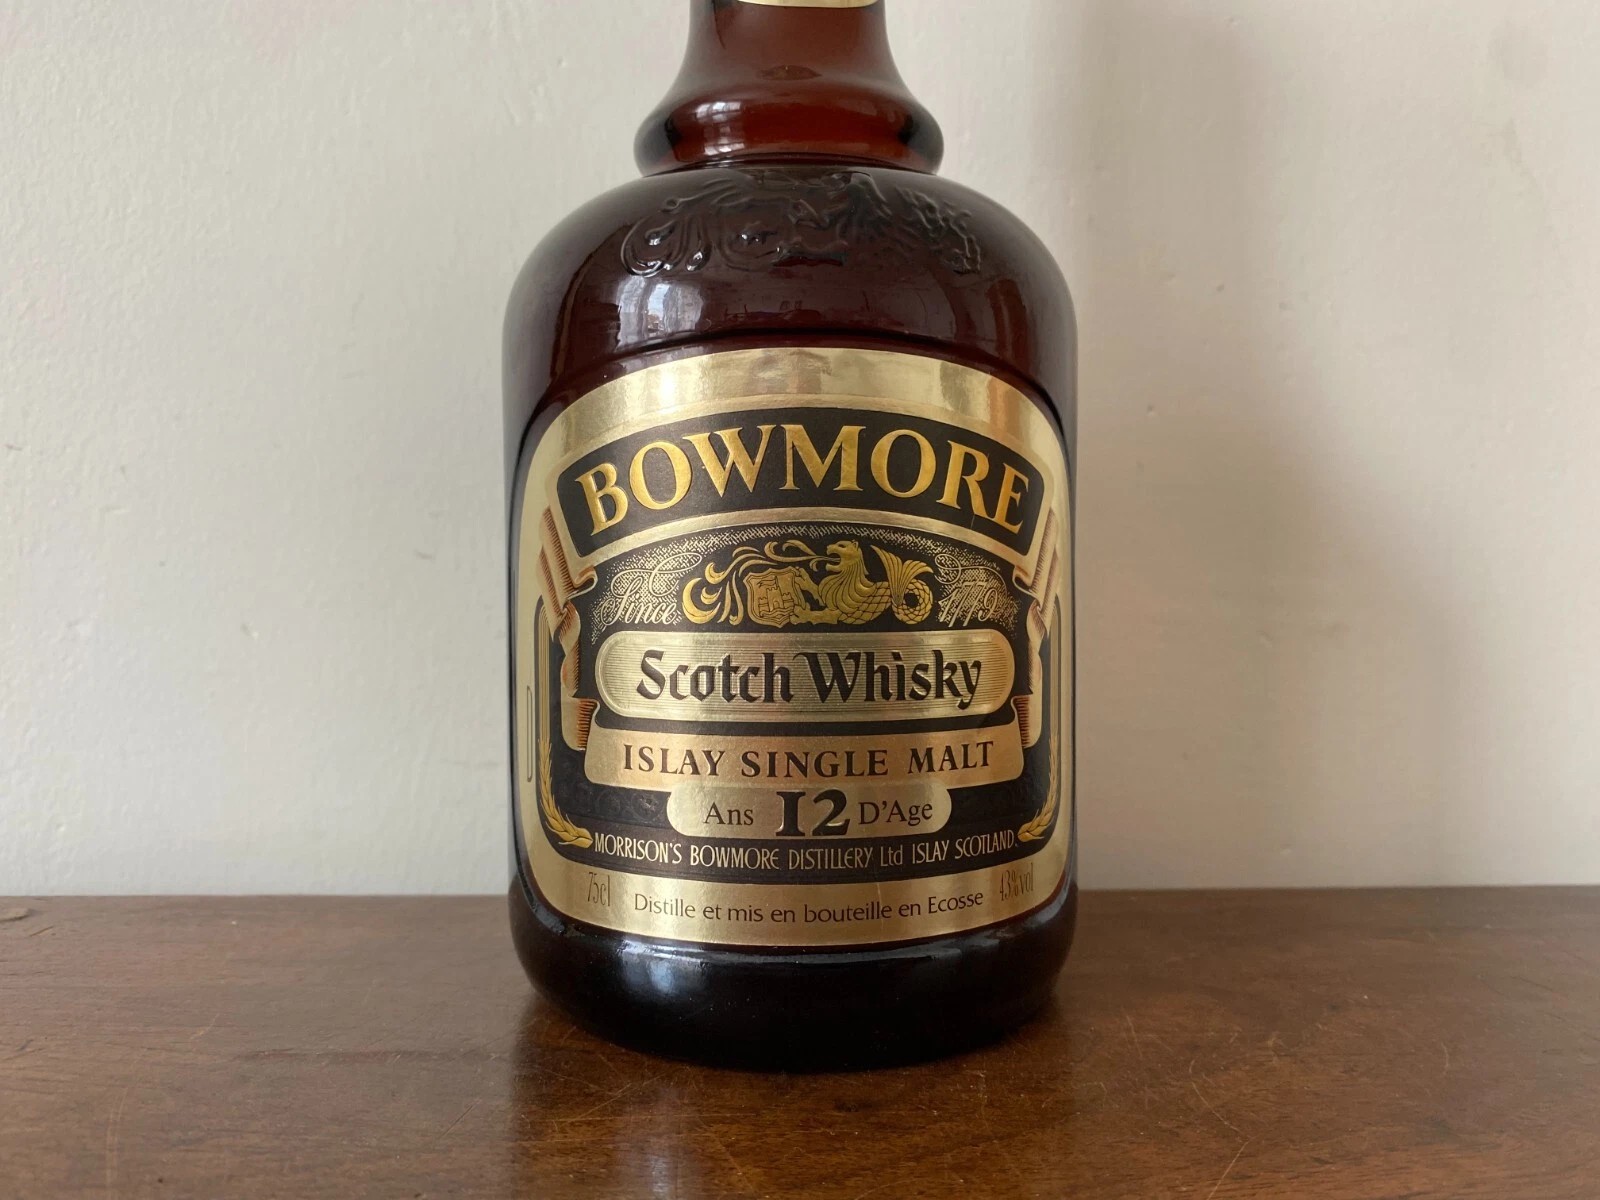 BOWMORE
Since 1779
Scotch Whisky
ISLAY SINGLE MALT
Ans 12 D'Age
MORRISON'S BOWMORE DISTILLERY Ltd ISLAY SCOTLAND
75cl Distille et mis en bouteille en Ecosse 43%vol